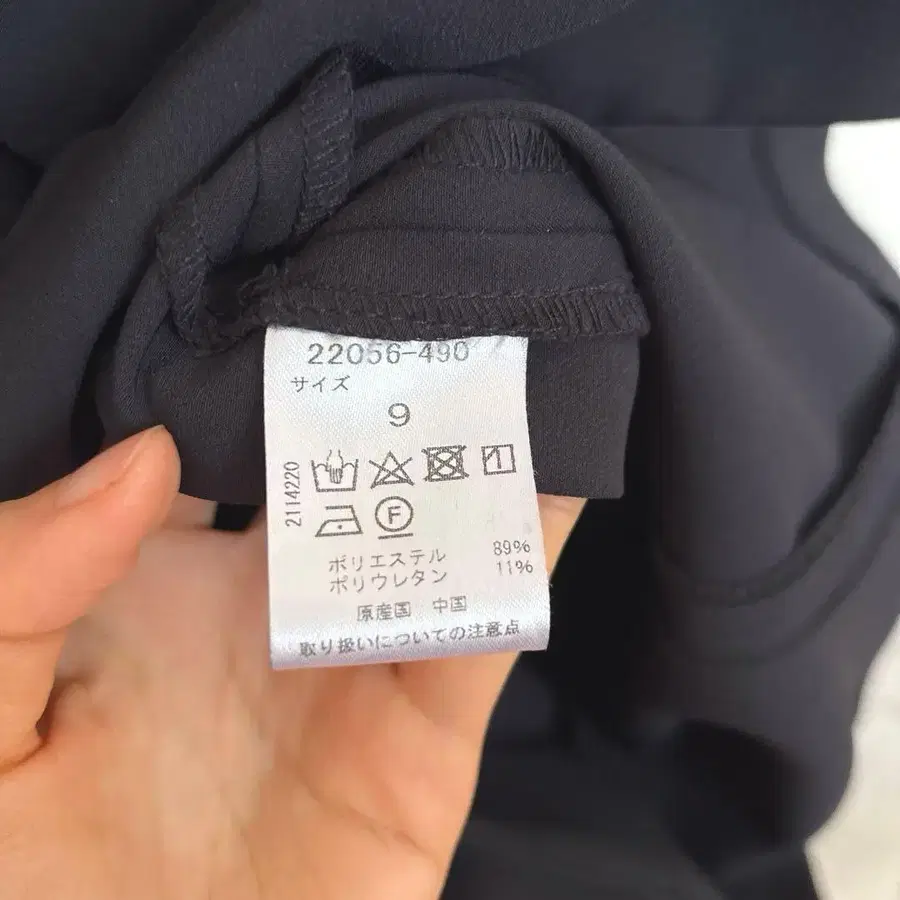 22056-490
サイズ
9
2114220
F
ポリエステル 89%
ポリウレタン 11%
原産国 中国
取り扱いについての注意点